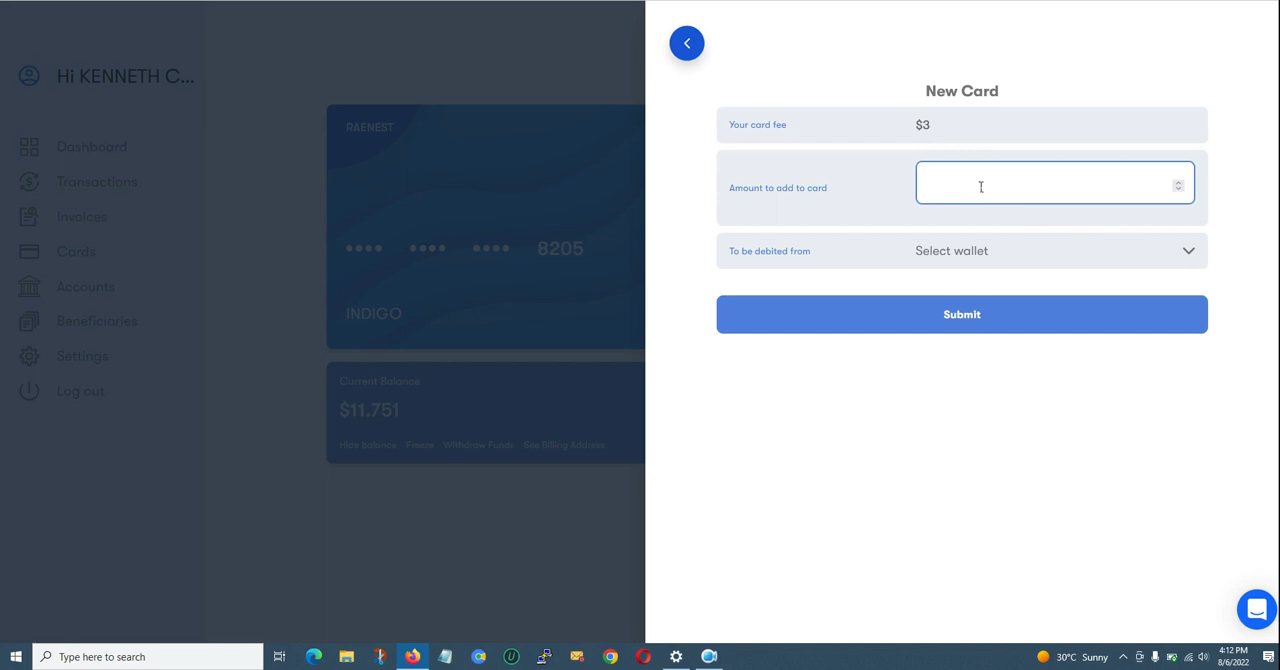 Hi KENNETH C...
Dashboard
Transactions
Invoices
Cards
Accounts
Beneficiaries
Settings
Log out
RAENEST
•••• •••• •••• 8205
INDIGO
Current Balance
$11.751
Hide balance Freeze Withdraw Funds See Billing Address
New Card
Your card fee $3
Amount to add to card
To be debited from Select wallet
Submit
Type here to search
30°C Sunny
4:12 PM
8/6/2022